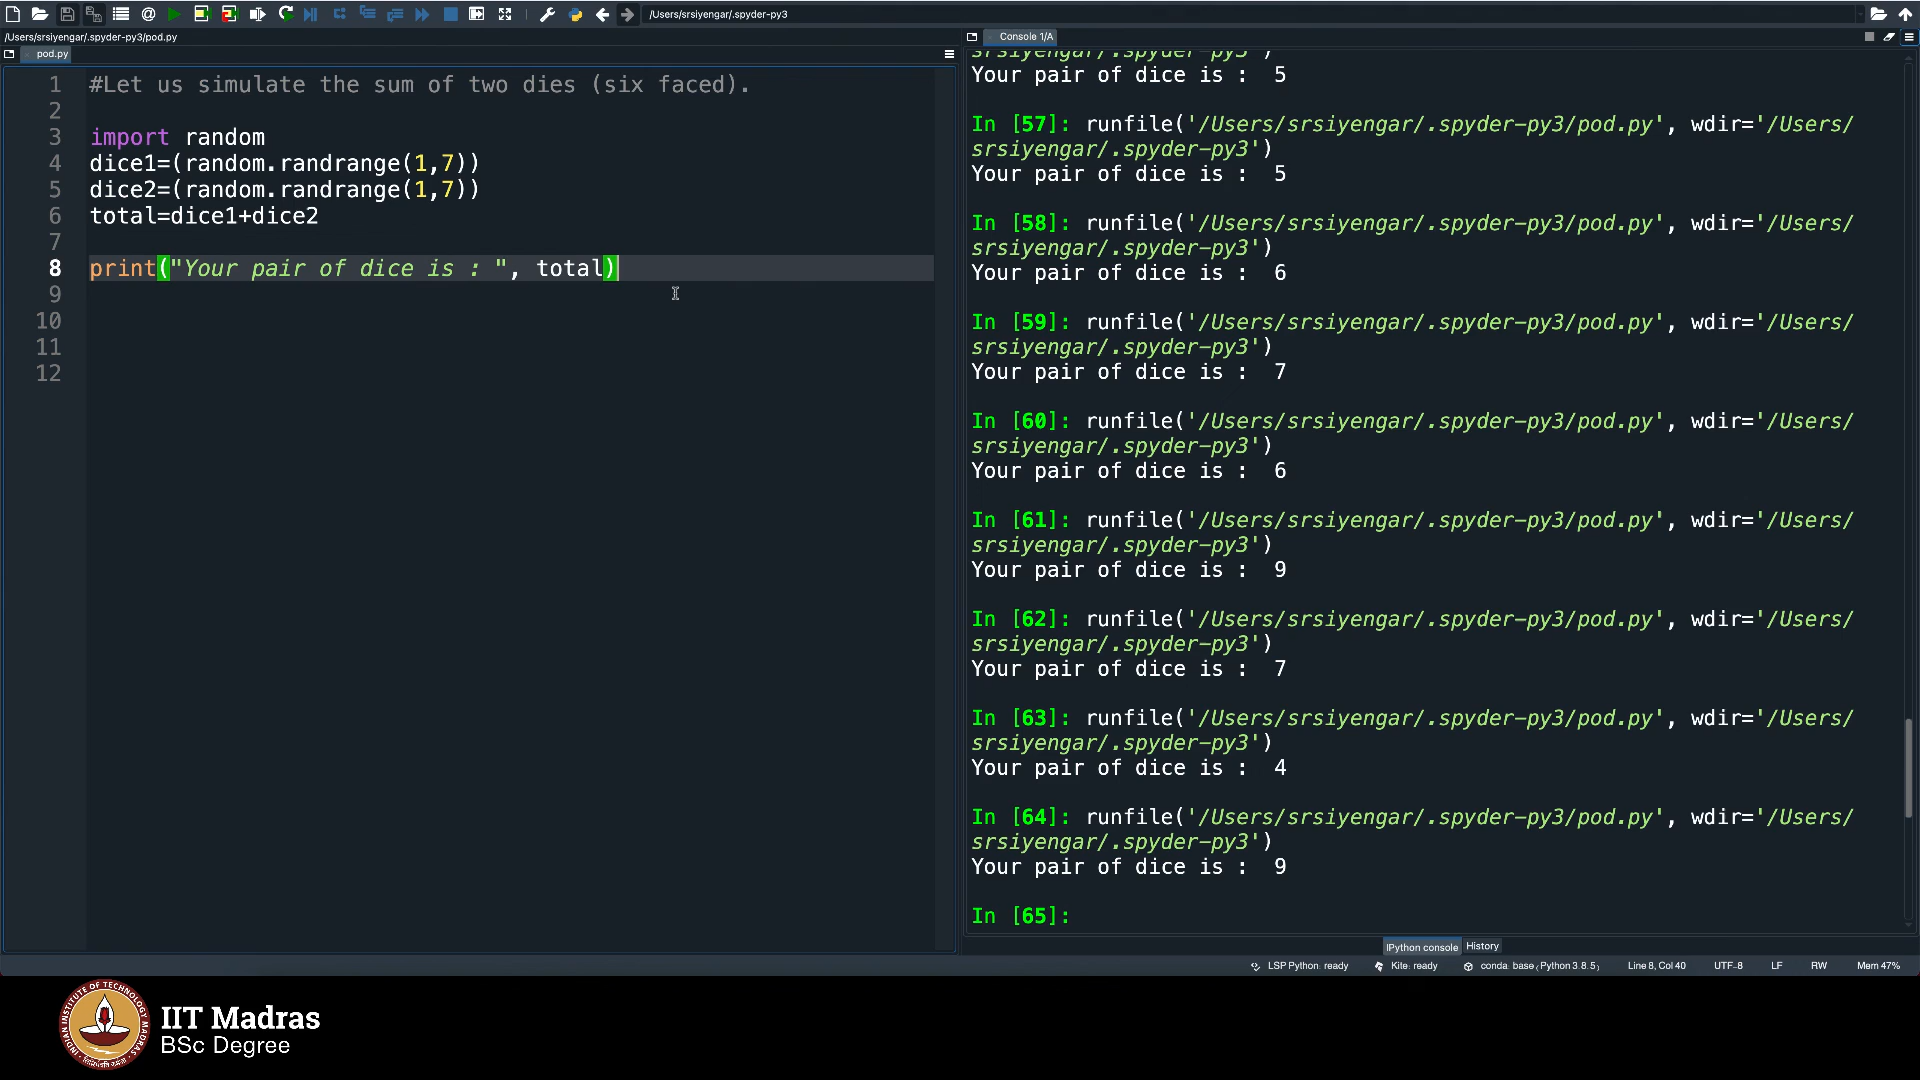 /Users/srsiyengar/.spyder-py3
/Users/srsiyengar/.spyder-py3/pod.py
pod.py
1 #Let us simulate the sum of two dies (six faced).
2
3 import random
4 dice1=(random.randrange(1,7))
5 dice2=(random.randrange(1,7))
6 total=dice1+dice2
7
8 print("Your pair of dice is : ", total)
9
10
11
12
Console 1/A
srsiyengar/.spyder-py3')
Your pair of dice is :  5
In [57]: runfile('/Users/srsiyengar/.spyder-py3/pod.py', wdir='/Users/
srsiyengar/.spyder-py3')
Your pair of dice is :  5
In [58]: runfile('/Users/srsiyengar/.spyder-py3/pod.py', wdir='/Users/
srsiyengar/.spyder-py3')
Your pair of dice is :  6
In [59]: runfile('/Users/srsiyengar/.spyder-py3/pod.py', wdir='/Users/
srsiyengar/.spyder-py3')
Your pair of dice is :  7
In [60]: runfile('/Users/srsiyengar/.spyder-py3/pod.py', wdir='/Users/
srsiyengar/.spyder-py3')
Your pair of dice is :  6
In [61]: runfile('/Users/srsiyengar/.spyder-py3/pod.py', wdir='/Users/
srsiyengar/.spyder-py3')
Your pair of dice is :  9
In [62]: runfile('/Users/srsiyengar/.spyder-py3/pod.py', wdir='/Users/
srsiyengar/.spyder-py3')
Your pair of dice is :  7
In [63]: runfile('/Users/srsiyengar/.spyder-py3/pod.py', wdir='/Users/
srsiyengar/.spyder-py3')
Your pair of dice is :  4
In [64]: runfile('/Users/srsiyengar/.spyder-py3/pod.py', wdir='/Users/
srsiyengar/.spyder-py3')
Your pair of dice is :  9
In [65]:
IPython console History
LSP Python: ready Kite: ready conda: base (Python 3.8.5) Line 8, Col 40 UTF-8 LF RW Mem 47%
INDIAN INSTITUTE OF TECHNOLOGY MADRAS
IIT Madras
BSc Degree